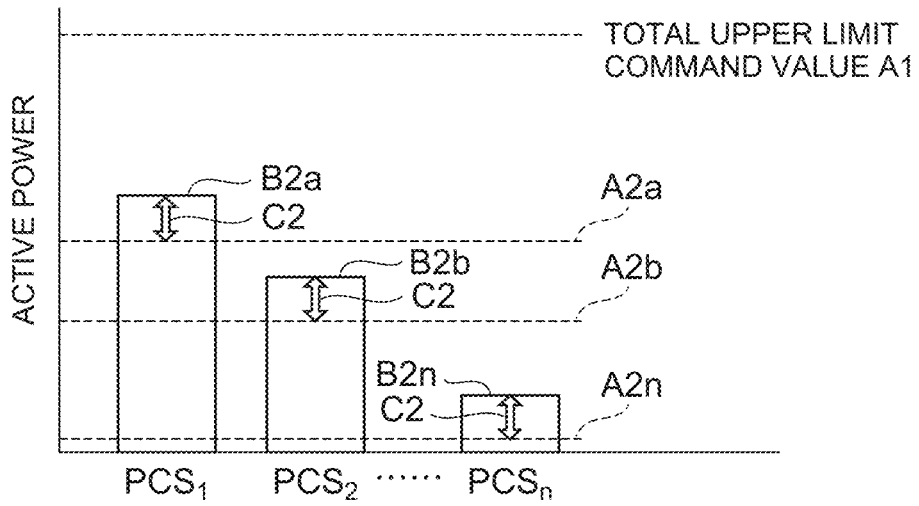 TOTAL UPPER LIMIT
COMMAND VALUE A1
ACTIVE POWER
B2a
C2
A2a
B2b
C2
A2b
B2n
C2
A2n
PCS₁ PCS₂ ...... PCSₙ